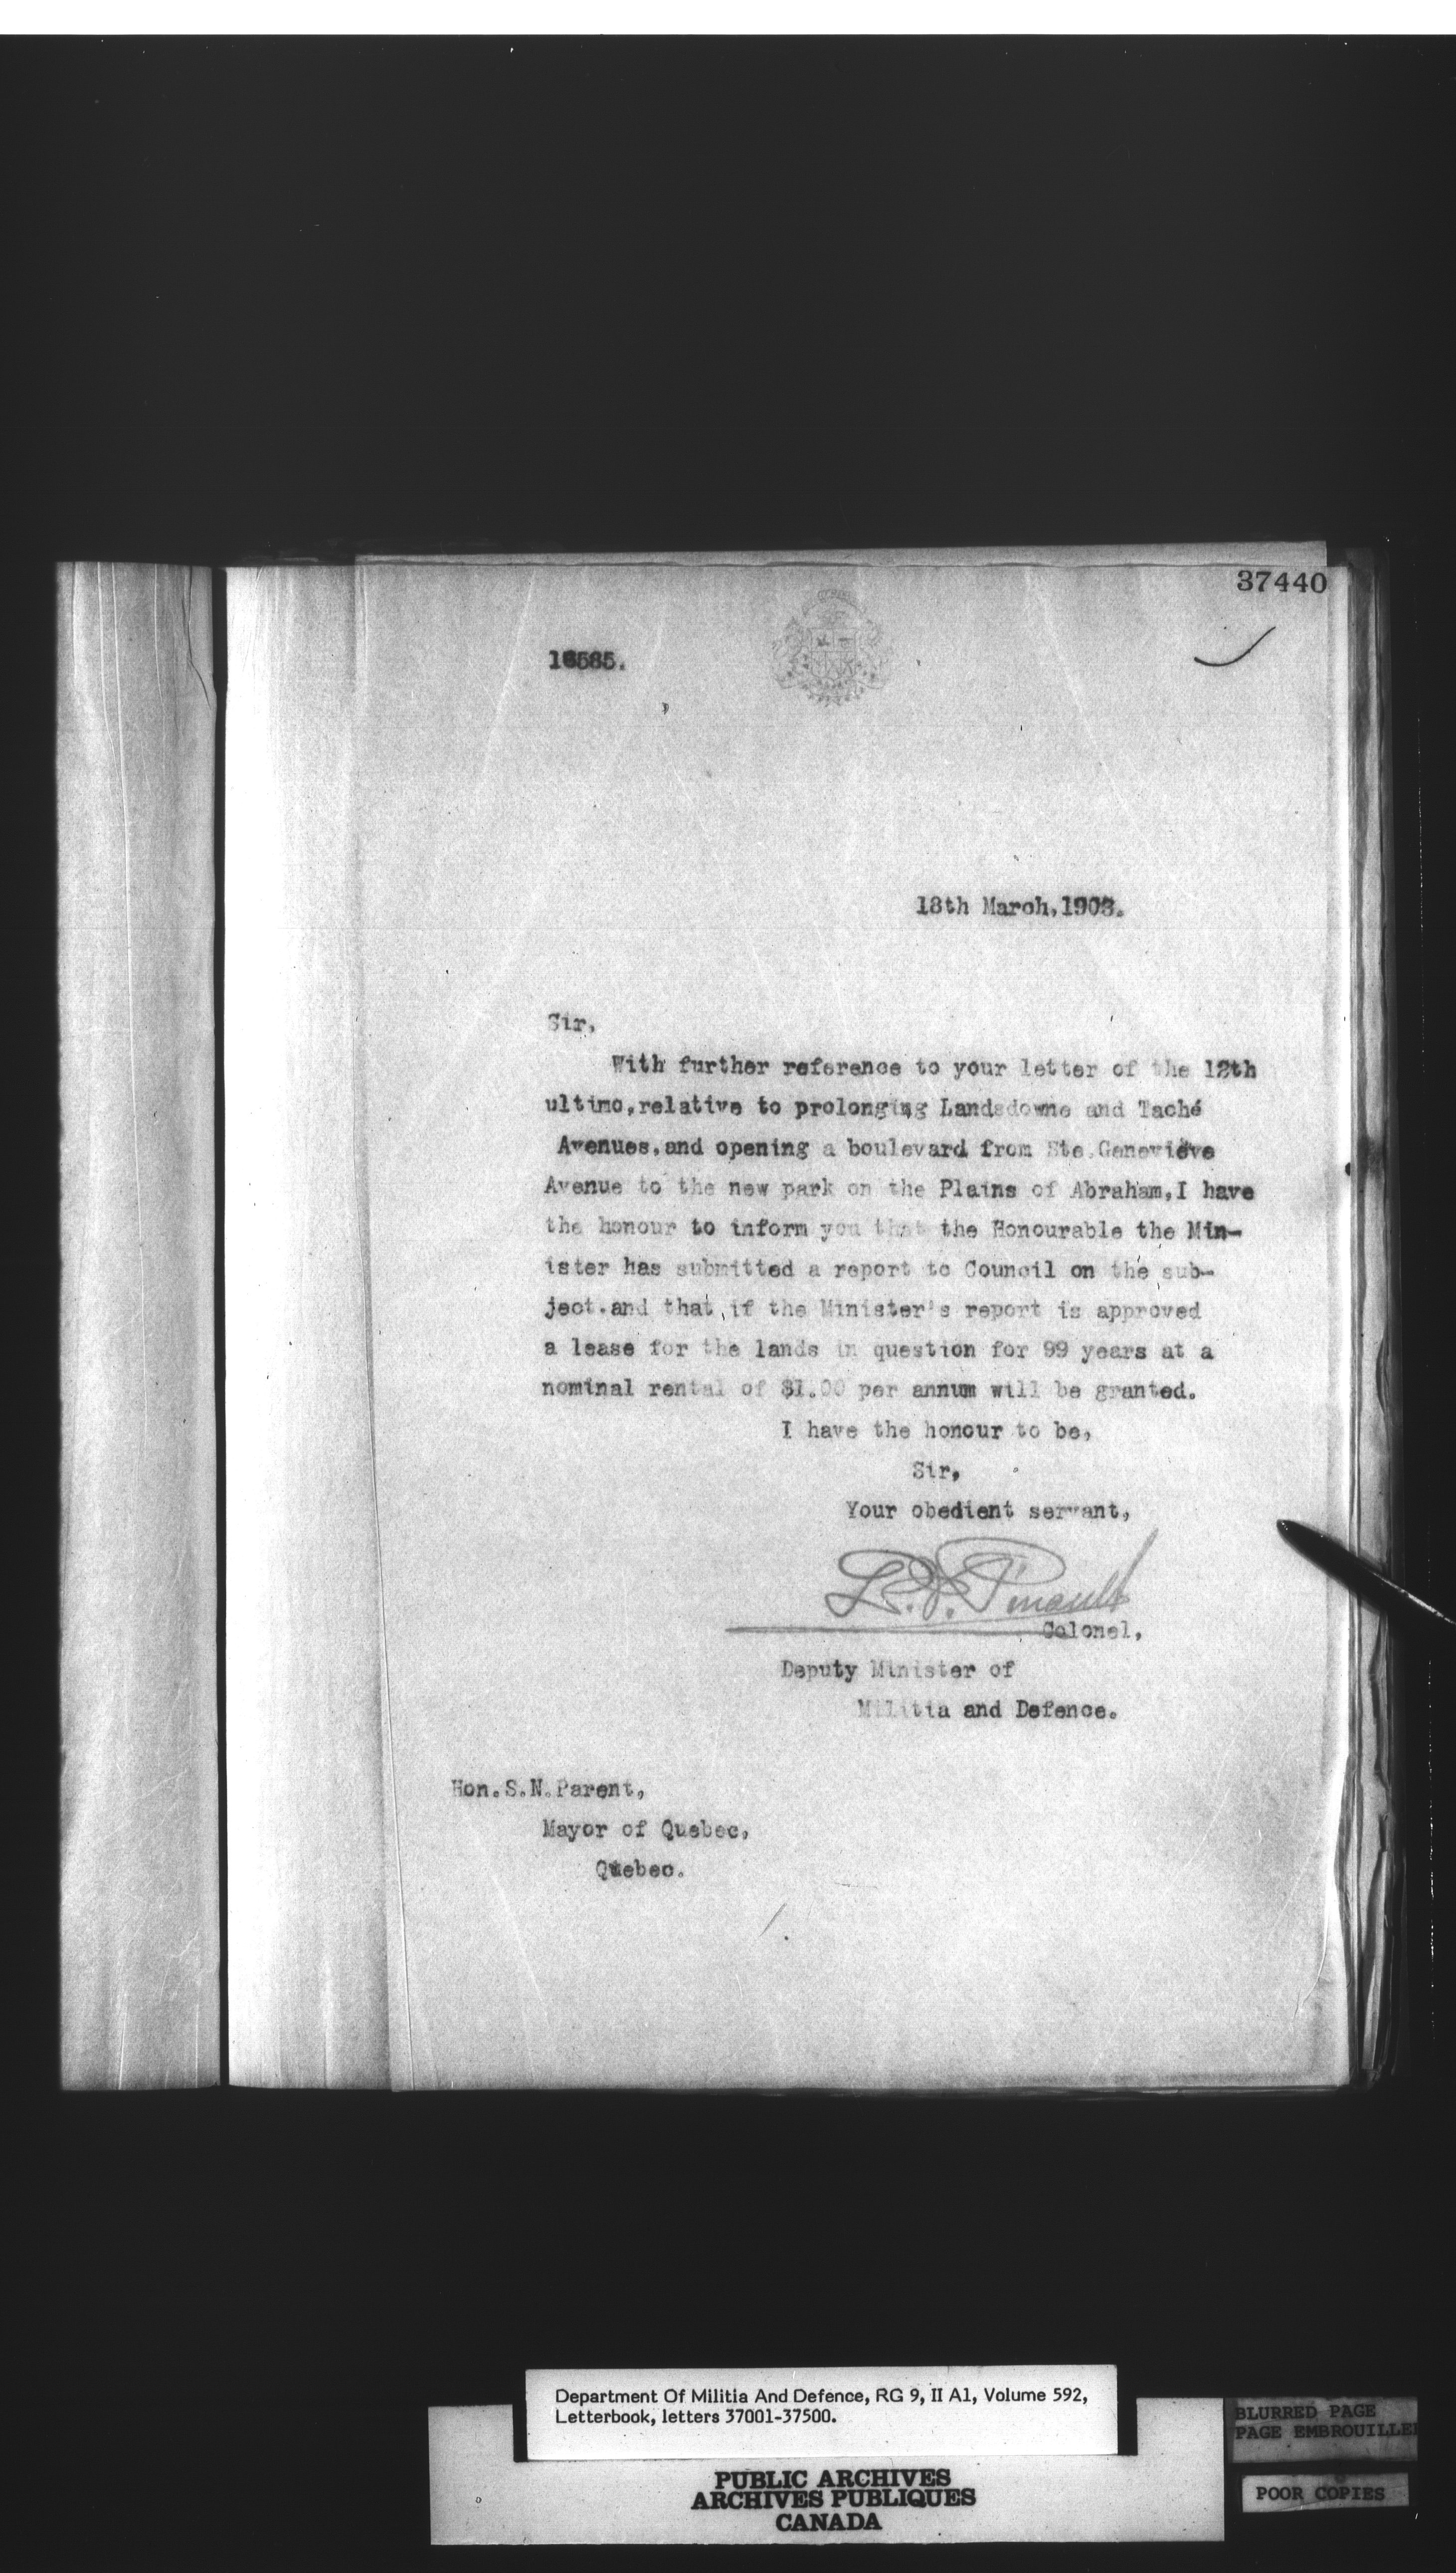 37440
16585.
18th March,1903.
Sir,
With further reference to your letter of the 12th
ultimo,relative to prolonging Landsdowne and Taché
Avenues,and opening a boulevard from Ste.Geneviève
Avenue to the new park on the Plains of Abraham,I have
the honour to inform you that the Honourable the Min-
ister has submitted a report to Council on the sub-
ject.and that,if the Minister's report is approved
a lease for the lands in question for 99 years at a
nominal rental of $1.00 per annum will be granted.
I have the honour to be,
Sir,
Your obedient servant,
L.F. Pinault
Colonel,
Deputy Minister of
Militia and Defence.
Hon.S.N.Parent,
Mayor of Quebec,
Quebec.
Department Of Militia And Defence, RG 9, II A1, Volume 592,
Letterbook, letters 37001-37500.
PUBLIC ARCHIVES
ARCHIVES PUBLIQUES
CANADA
BLURRED PAGE
PAGE EMBROUILLE
POOR COPIES